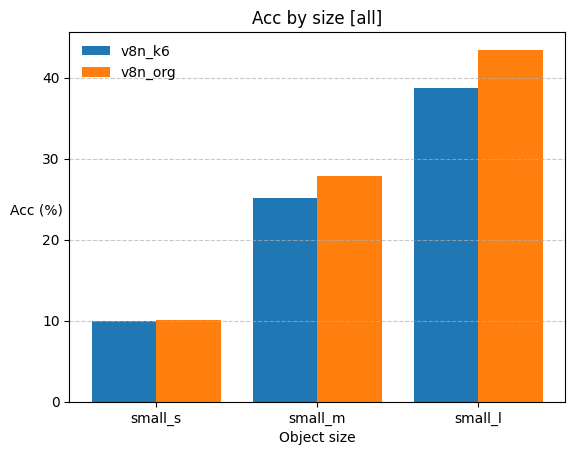 Acc by size [all]
v8n_k6
v8n_org
40
30
Acc (%)
20
10
0
small_s small_m small_l
Object size